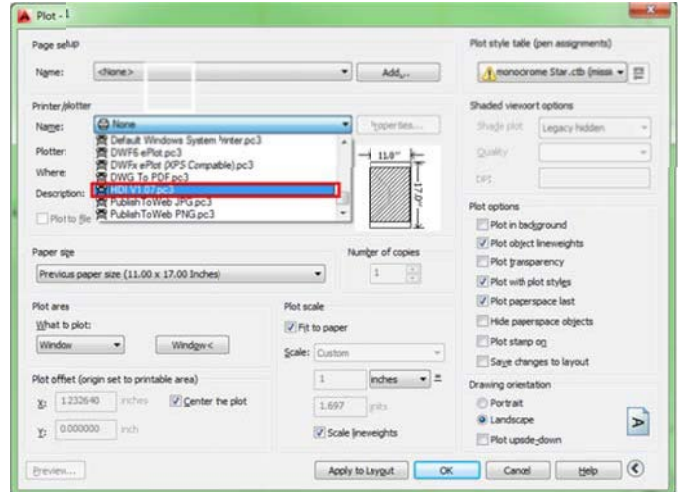 Plot -
Page setup
Name:
<None>
Add...
Printer/plotter
Name:
None
Properties...
Default Windows System Printer.pc3
DWF6 ePlot.pc3
DWFx ePlot (XPS Compatible).pc3
DWG To PDF.pc3
HDI V1.07.pc3
PublishToWeb JPG.pc3
PublishToWeb PNG.pc3
Plotter:
Where:
Description:
Plot to file
11.0''
17.0''
Paper size
Previous paper size (11.00 x 17.00 Inches)
Number of copies
1
Plot area
What to plot:
Window
Window<
Plot offset (origin set to printable area)
X: 1.232640 inches
Center the plot
Y: 0.000000 inch
Plot scale
Fit to paper
Scale: Custom
1 inches =
1.697 units
Scale lineweights
Plot style table (pen assignments)
monocrome Star.ctb (missin
Shaded viewport options
Shade plot Legacy hidden
Quality
DPI
Plot options
Plot in background
Plot object lineweights
Plot transparency
Plot with plot styles
Plot paperspace last
Hide paperspace objects
Plot stamp on
Save changes to layout
Drawing orientation
Portrait
Landscape
Plot upside-down
A
Preview...
Apply to Layout
OK
Cancel
Help